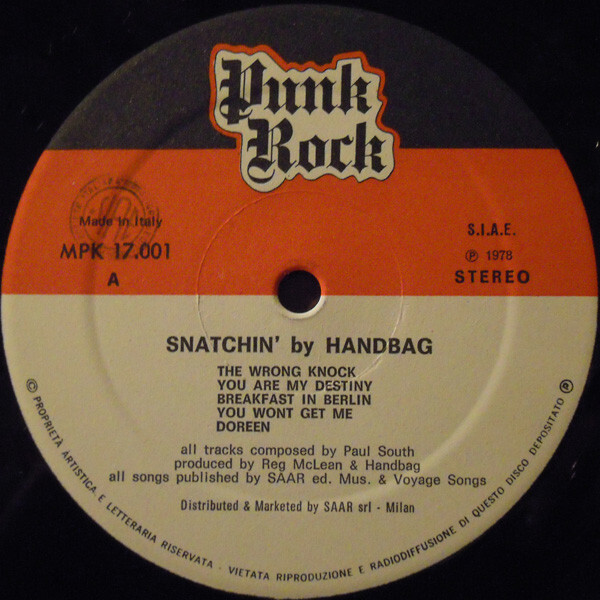 Punk
Rock
Made in Italy
MPK 17.001
A
S.I.A.E.
Ⓟ 1978
STEREO
SNATCHIN' by HANDBAG
THE WRONG KNOCK
YOU ARE MY DESTINY
BREAKFAST IN BERLIN
YOU WONT GET ME
DOREEN
all tracks composed by Paul South
produced by Reg McLean & Handbag
all songs published by SAAR ed. Mus. & Voyage Songs
Distributed & Marketed by SAAR srl - Milan
© PROPRIETA ARTISTICA E LETTERARIA RISERVATA - VIETATA RIPRODUZIONE E RADIODIFFUSIONE DI QUESTO DISCO DEPOSITATO Ⓟ